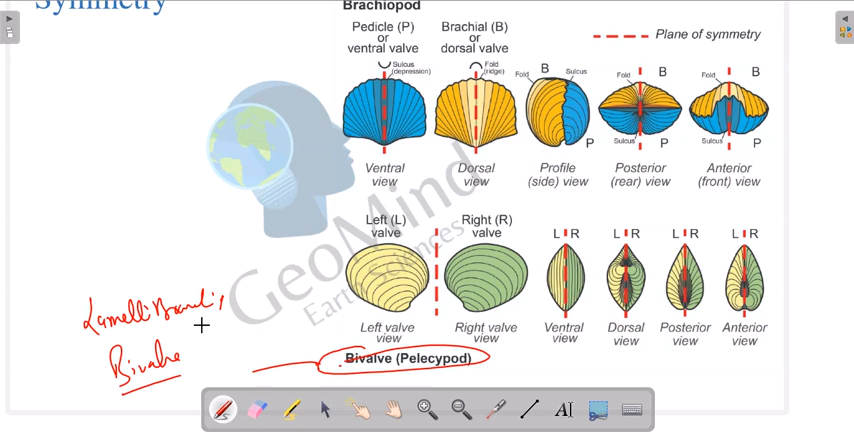 Symmetry
Brachiopod
Pedicle (P)
or
ventral valve
Brachial (B)
or
dorsal valve
Plane of symmetry
Sulcus
(depression)
Fold
(ridge)
Fold
B
Sulcus
P
Fold
B
Sulcus
P
Fold
B
Sulcus
P
Ventral
view
Dorsal
view
Profile
(side) view
Posterior
(rear) view
Anterior
(front) view
GeoMind
Earth Sciences
Left (L)
valve
Right (R)
valve
L R
L R
L R
L R
Left valve
view
Right valve
view
Ventral
view
Dorsal
view
Posterior
view
Anterior
view
Bivalve (Pelecypod)
Bivalve
A